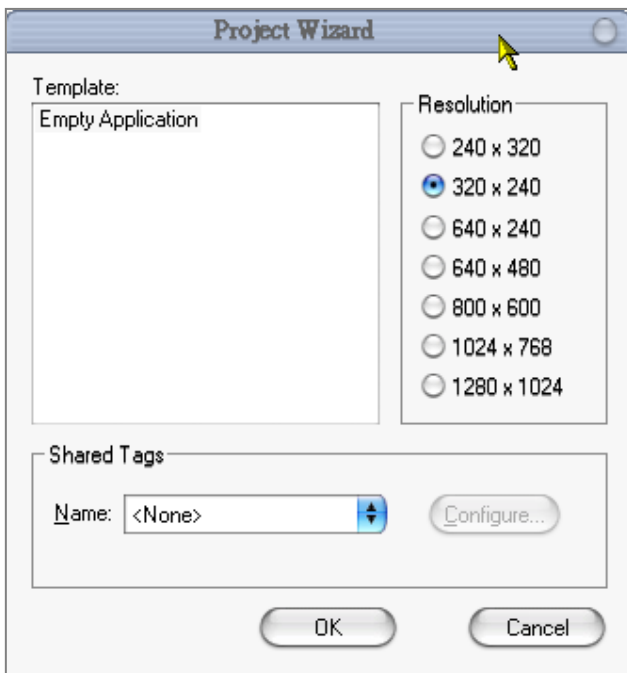 Project Wizard
Template:
Empty Application
Resolution
240 x 320
320 x 240
640 x 240
640 x 480
800 x 600
1024 x 768
1280 x 1024
Shared Tags
Name: <None> Configure...
OK Cancel